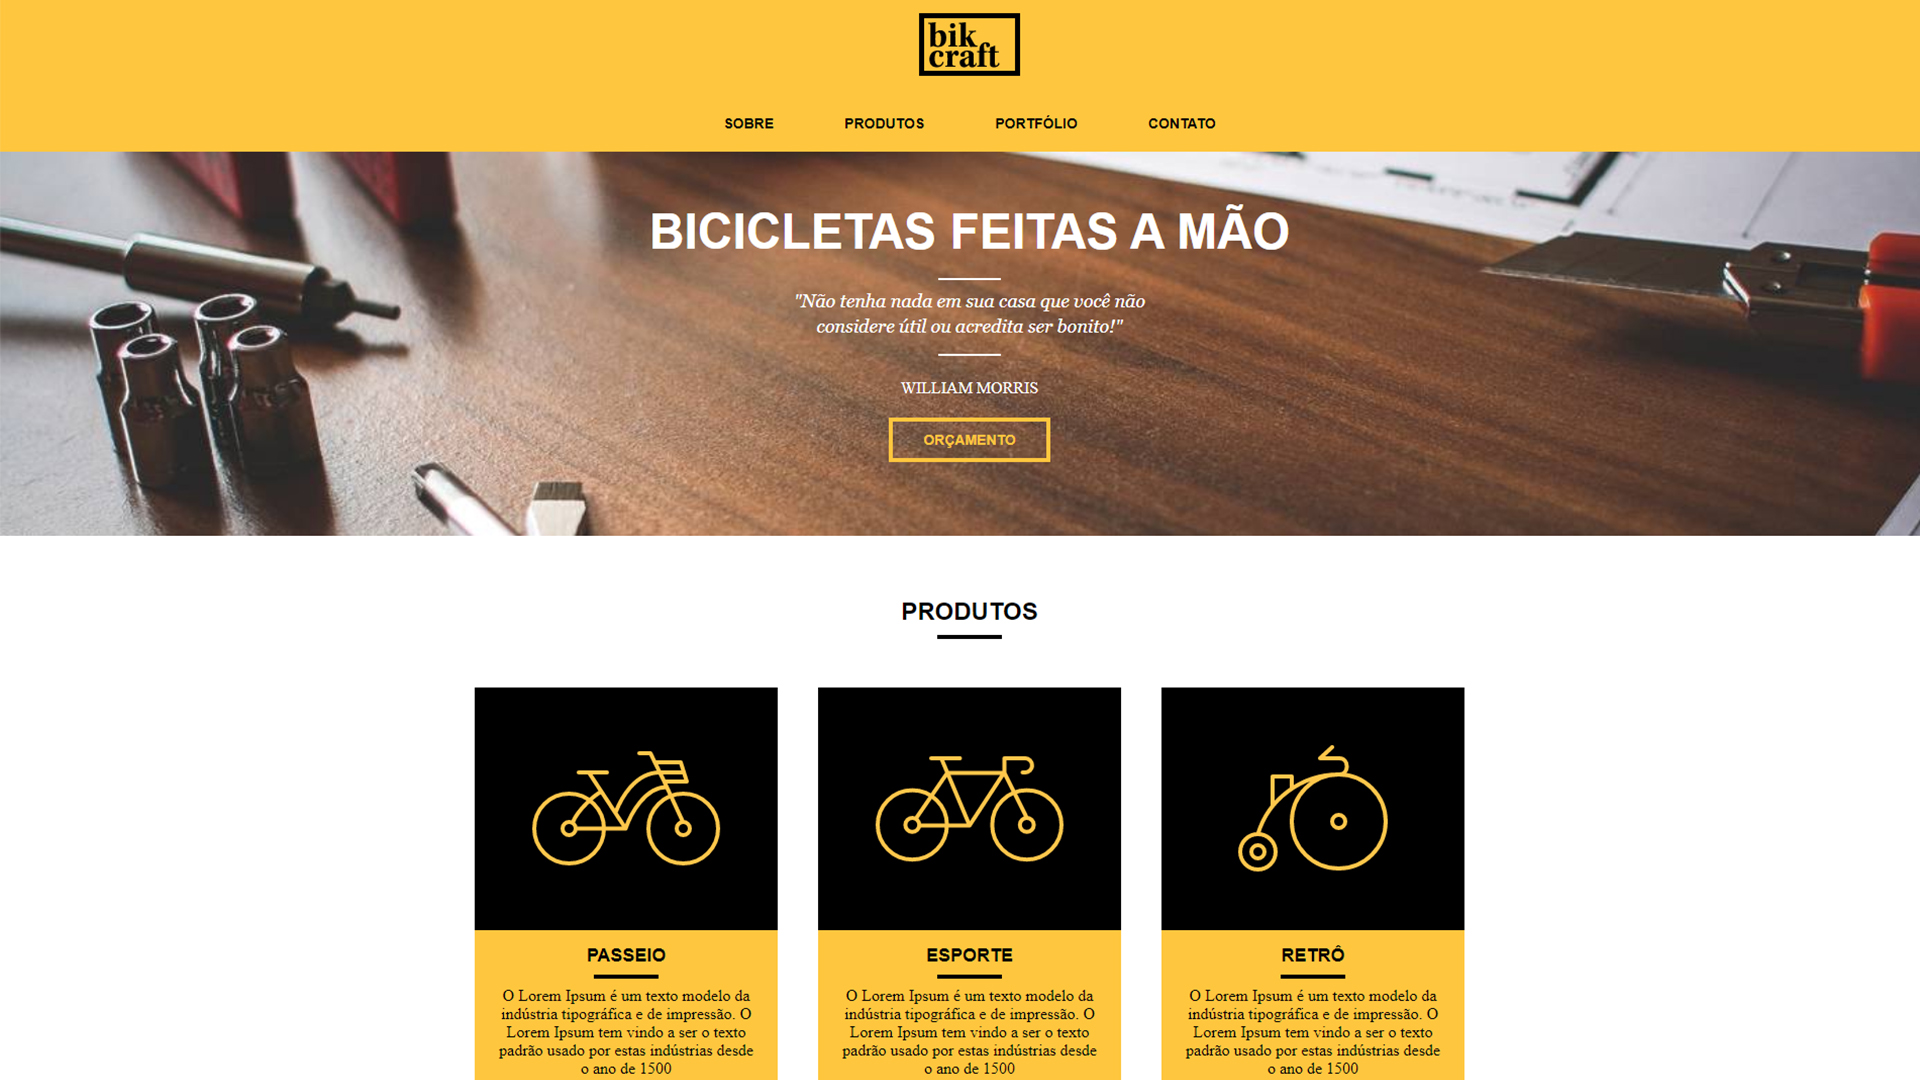 bik
craft
SOBRE PRODUTOS PORTFÓLIO CONTATO
BICICLETAS FEITAS A MÃO
"Não tenha nada em sua casa que você não
considere útil ou acredita ser bonito!"
WILLIAM MORRIS
ORÇAMENTO
PRODUTOS
PASSEIO
O Lorem Ipsum é um texto modelo da
indústria tipográfica e de impressão. O
Lorem Ipsum tem vindo a ser o texto
padrão usado por estas indústrias desde
o ano de 1500
ESPORTE
O Lorem Ipsum é um texto modelo da
indústria tipográfica e de impressão. O
Lorem Ipsum tem vindo a ser o texto
padrão usado por estas indústrias desde
o ano de 1500
RETRÔ
O Lorem Ipsum é um texto modelo da
indústria tipográfica e de impressão. O
Lorem Ipsum tem vindo a ser o texto
padrão usado por estas indústrias desde
o ano de 1500